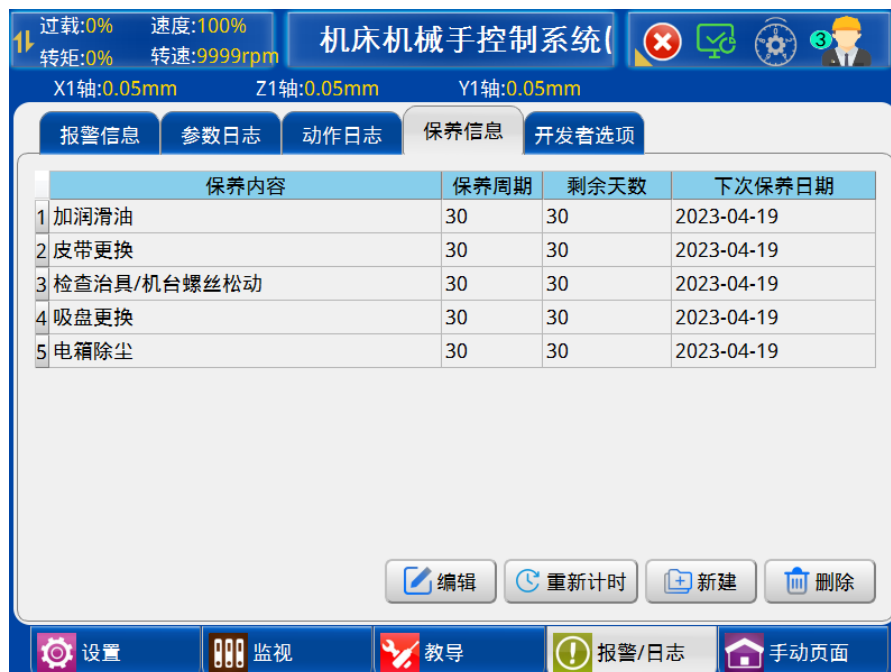 过载:0% 速度:100% 机床机械手控制系统(
转矩:0% 转速:9999rpm 3
X1轴:0.05mm Z1轴:0.05mm Y1轴:0.05mm
报警信息 参数日志 动作日志 保养信息 开发者选项
保养内容 保养周期 剩余天数 下次保养日期
1 加润滑油 30 30 2023-04-19
2 皮带更换 30 30 2023-04-19
3 检查治具/机台螺丝松动 30 30 2023-04-19
4 吸盘更换 30 30 2023-04-19
5 电箱除尘 30 30 2023-04-19
编辑 重新计时 新建 删除
设置 监视 教导 报警/日志 手动页面